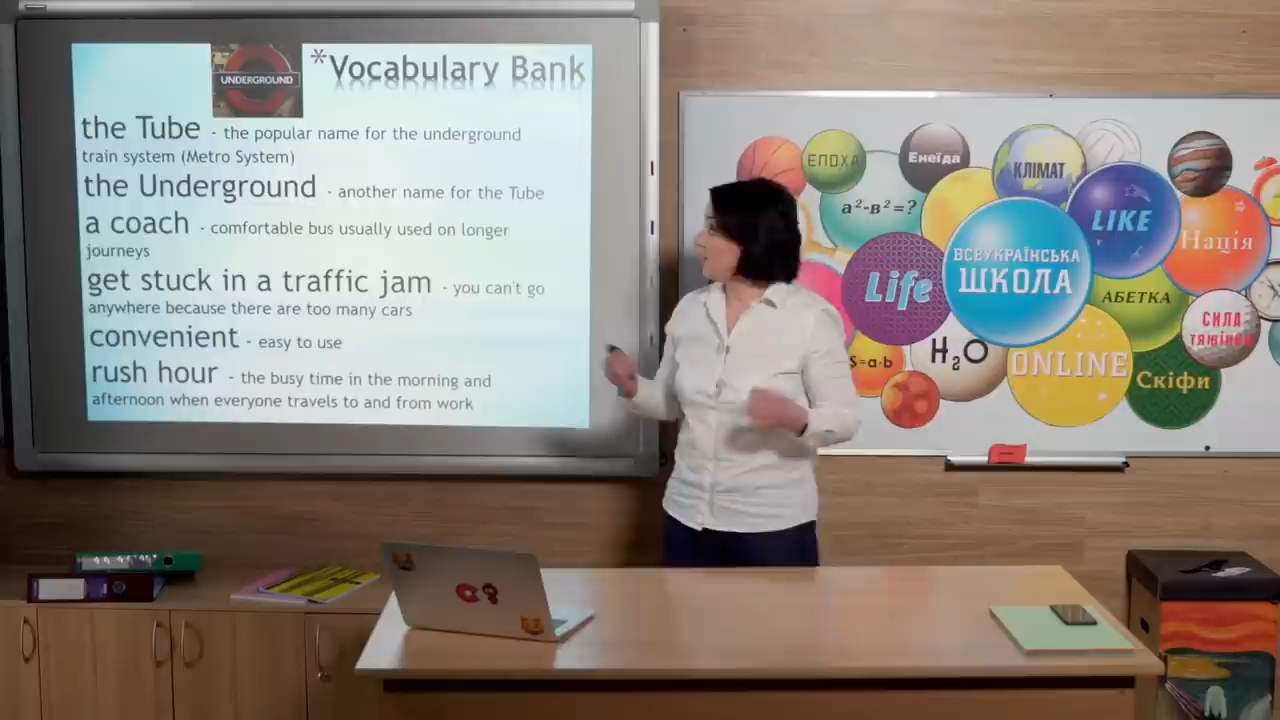 UNDERGROUND
*Vocabulary Bank
the Tube - the popular name for the underground
train system (Metro System)
the Underground - another name for the Tube
a coach - comfortable bus usually used on longer
journeys
get stuck in a traffic jam - you can't go
anywhere because there are too many cars
convenient - easy to use
rush hour - the busy time in the morning and
afternoon when everyone travels to and from work
ЕПОХА
Енеїда
КЛІМАТ
a²-в²=?
LIKE
Нація
ВСЕУКРАЇНСЬКА
ШКОЛА
Life
АБЕТКА
СИЛА
ТЯЖІННЯ
S=a·b
H₂O
ONLINE
Скіфи